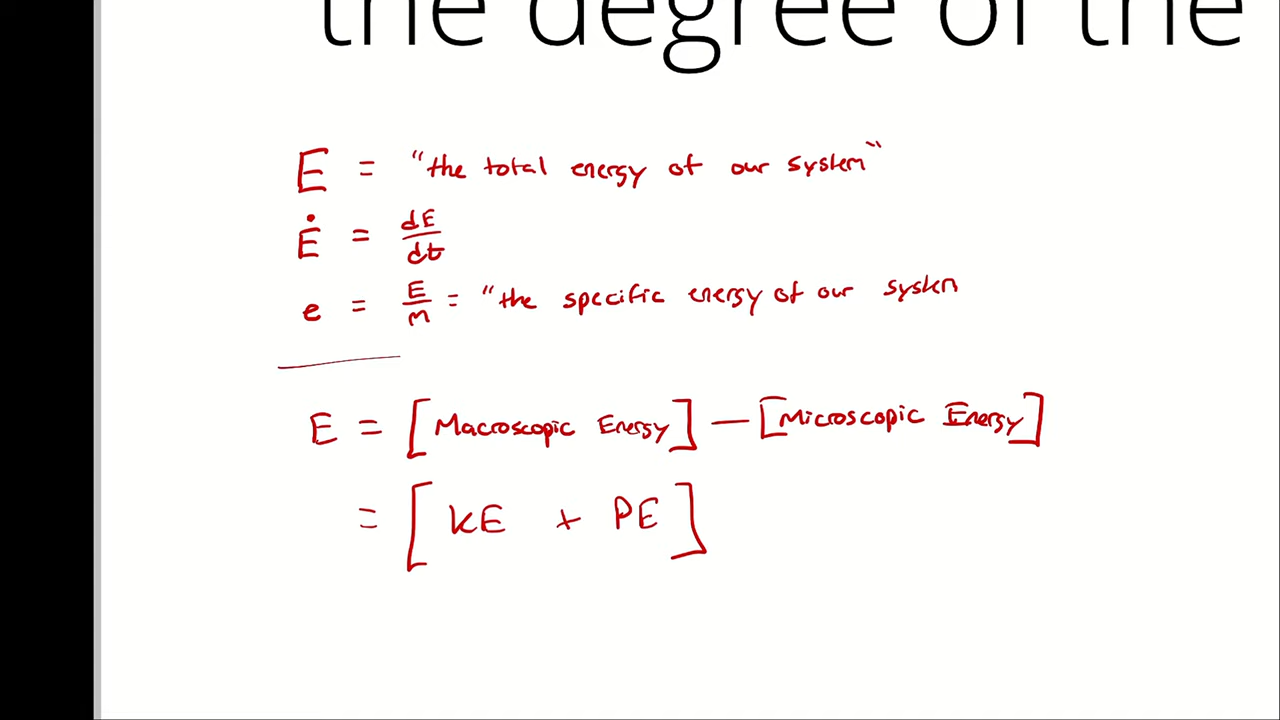 the degree of the
E = "the total energy of our system"
Ė = dE/dt
e = E/m = "the specific energy of our system
E = [Macroscopic Energy] — [Microscopic Energy]
= [KE + PE]